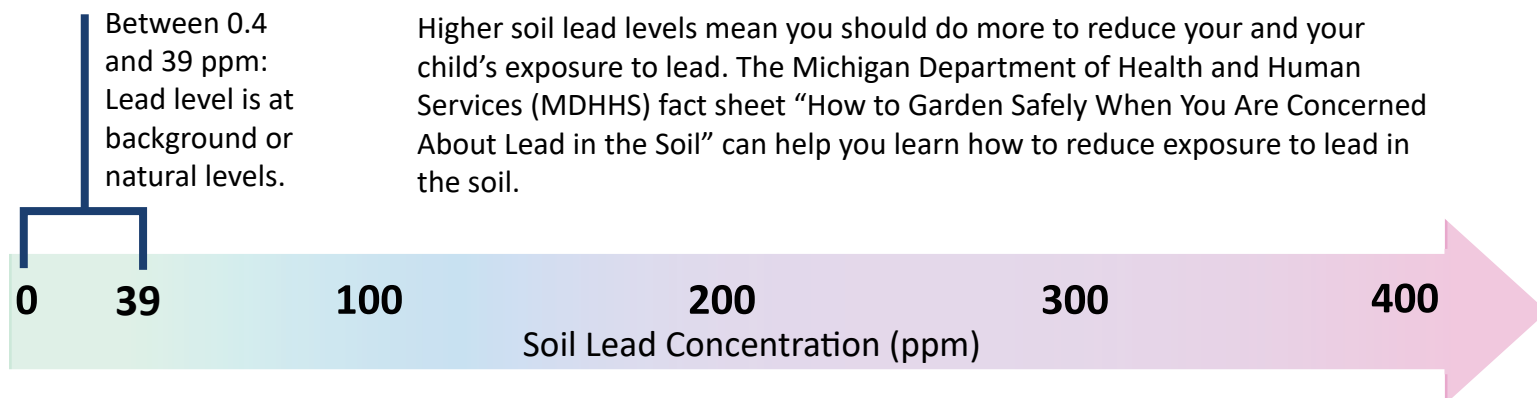 Between 0.4
and 39 ppm:
Lead level is at
background or
natural levels.
Higher soil lead levels mean you should do more to reduce your and your
child’s exposure to lead. The Michigan Department of Health and Human
Services (MDHHS) fact sheet “How to Garden Safely When You Are Concerned
About Lead in the Soil” can help you learn how to reduce exposure to lead in
the soil.
0 39 100 200 300 400
Soil Lead Concentration (ppm)